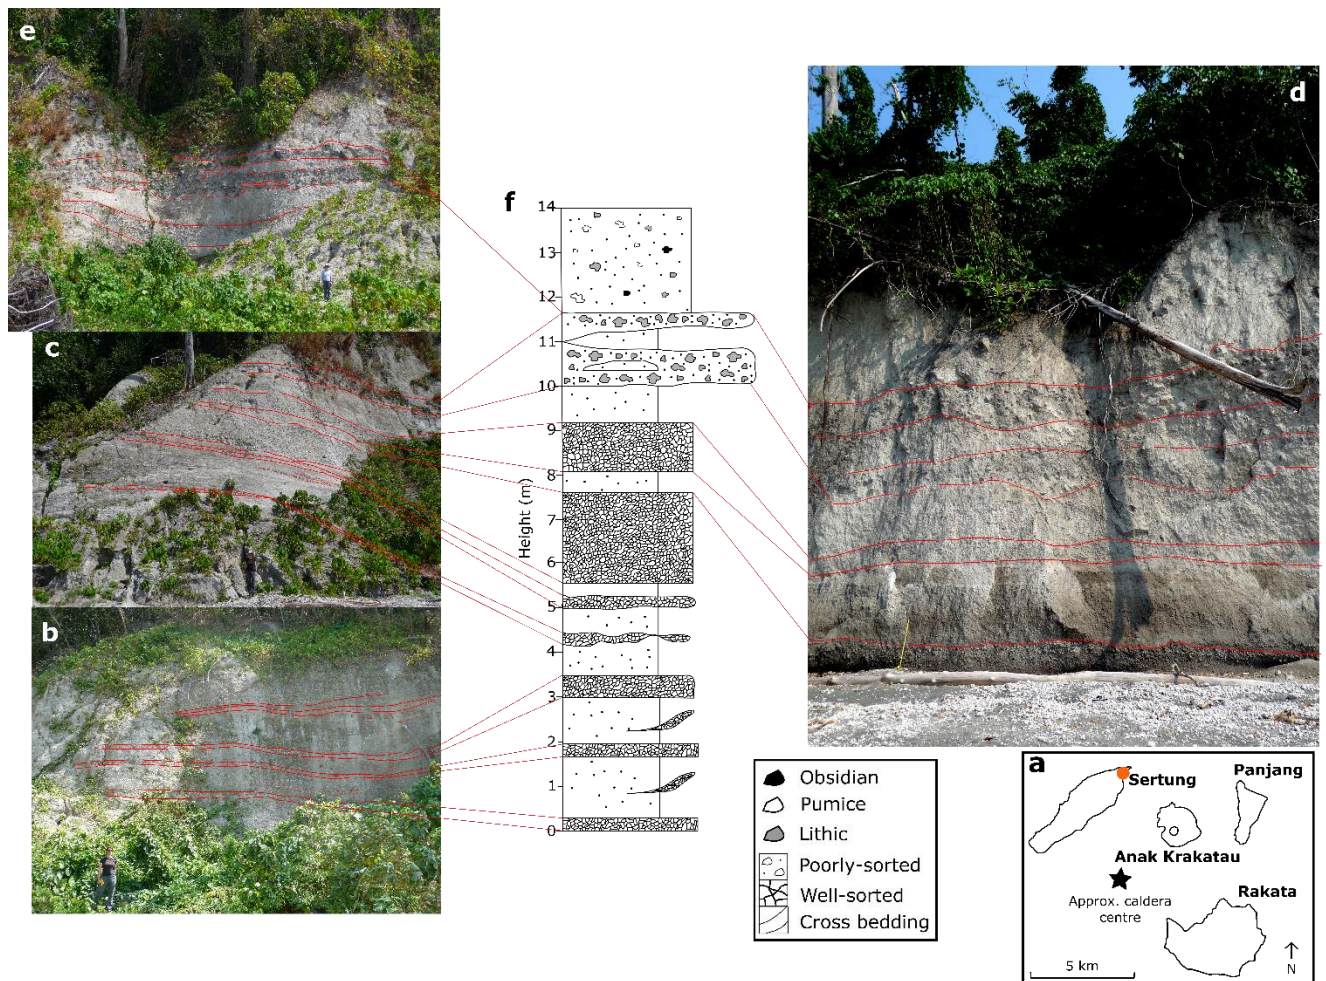 e
c
b
f
14
13
12
11
10
9
8
7
6
5
4
3
2
1
0
Height (m)
d
Obsidian
Pumice
Lithic
Poorly-sorted
Well-sorted
Cross bedding
a
Sertung
Panjang
Anak Krakatau
Approx. caldera
centre
Rakata
5 km
N